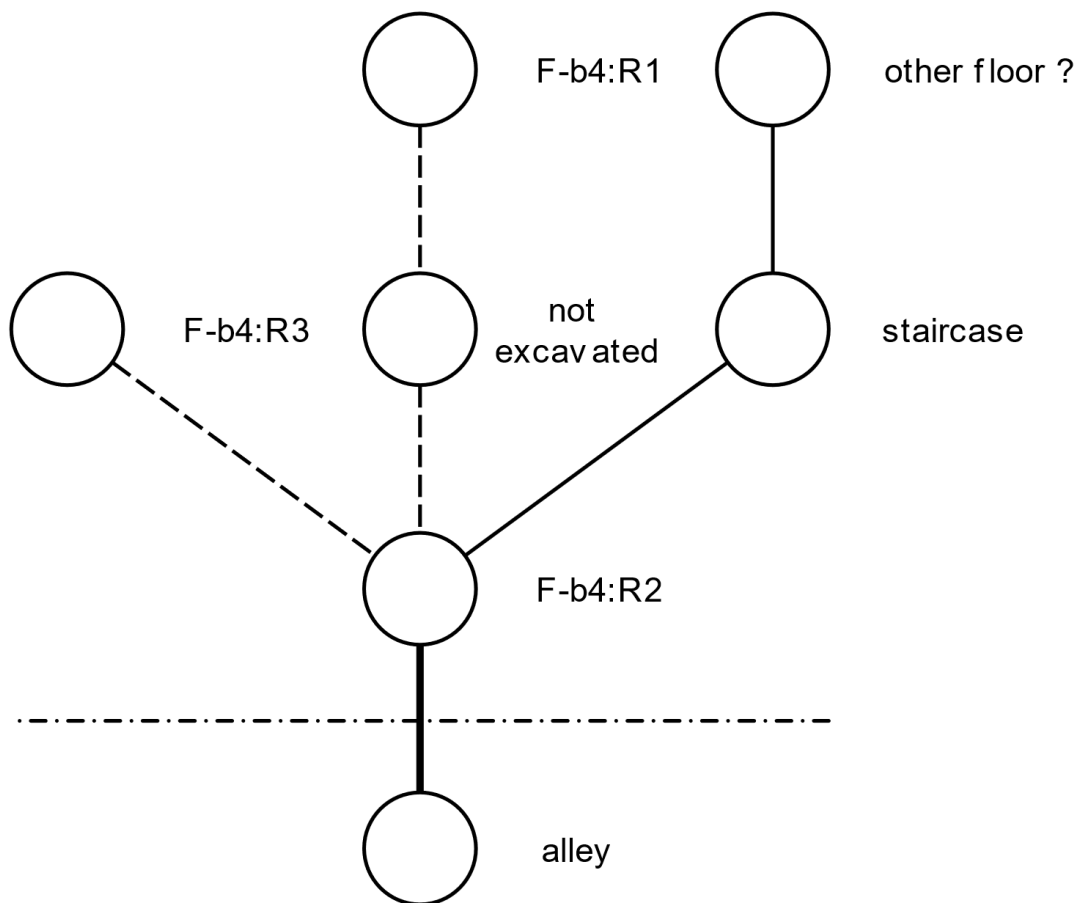 F-b4:R1
other floor ?
F-b4:R3
not
excavated
staircase
F-b4:R2
alley